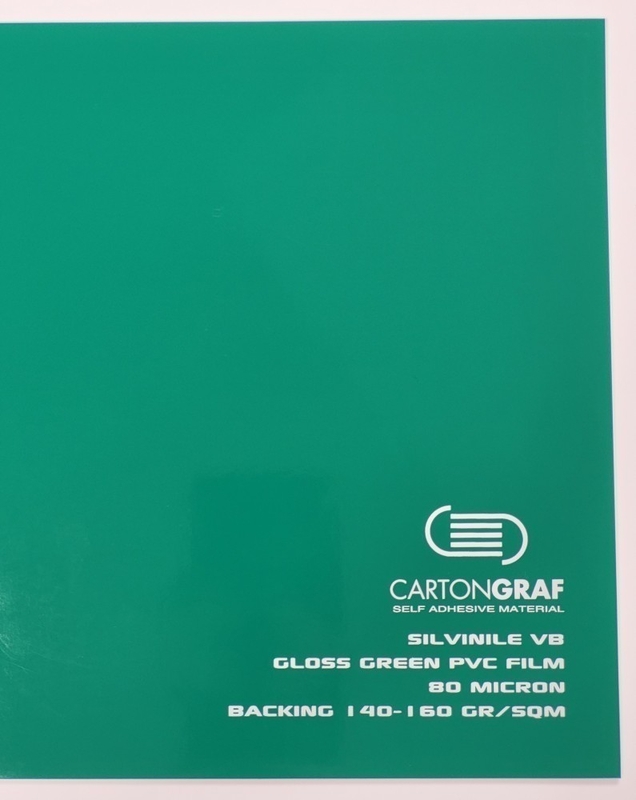 CARTONGRAF
SELF ADHESIVE MATERIAL
SILVINILE VB
GLOSS GREEN PVC FILM
80 MICRON
BACKING 140-160 GR/SQM